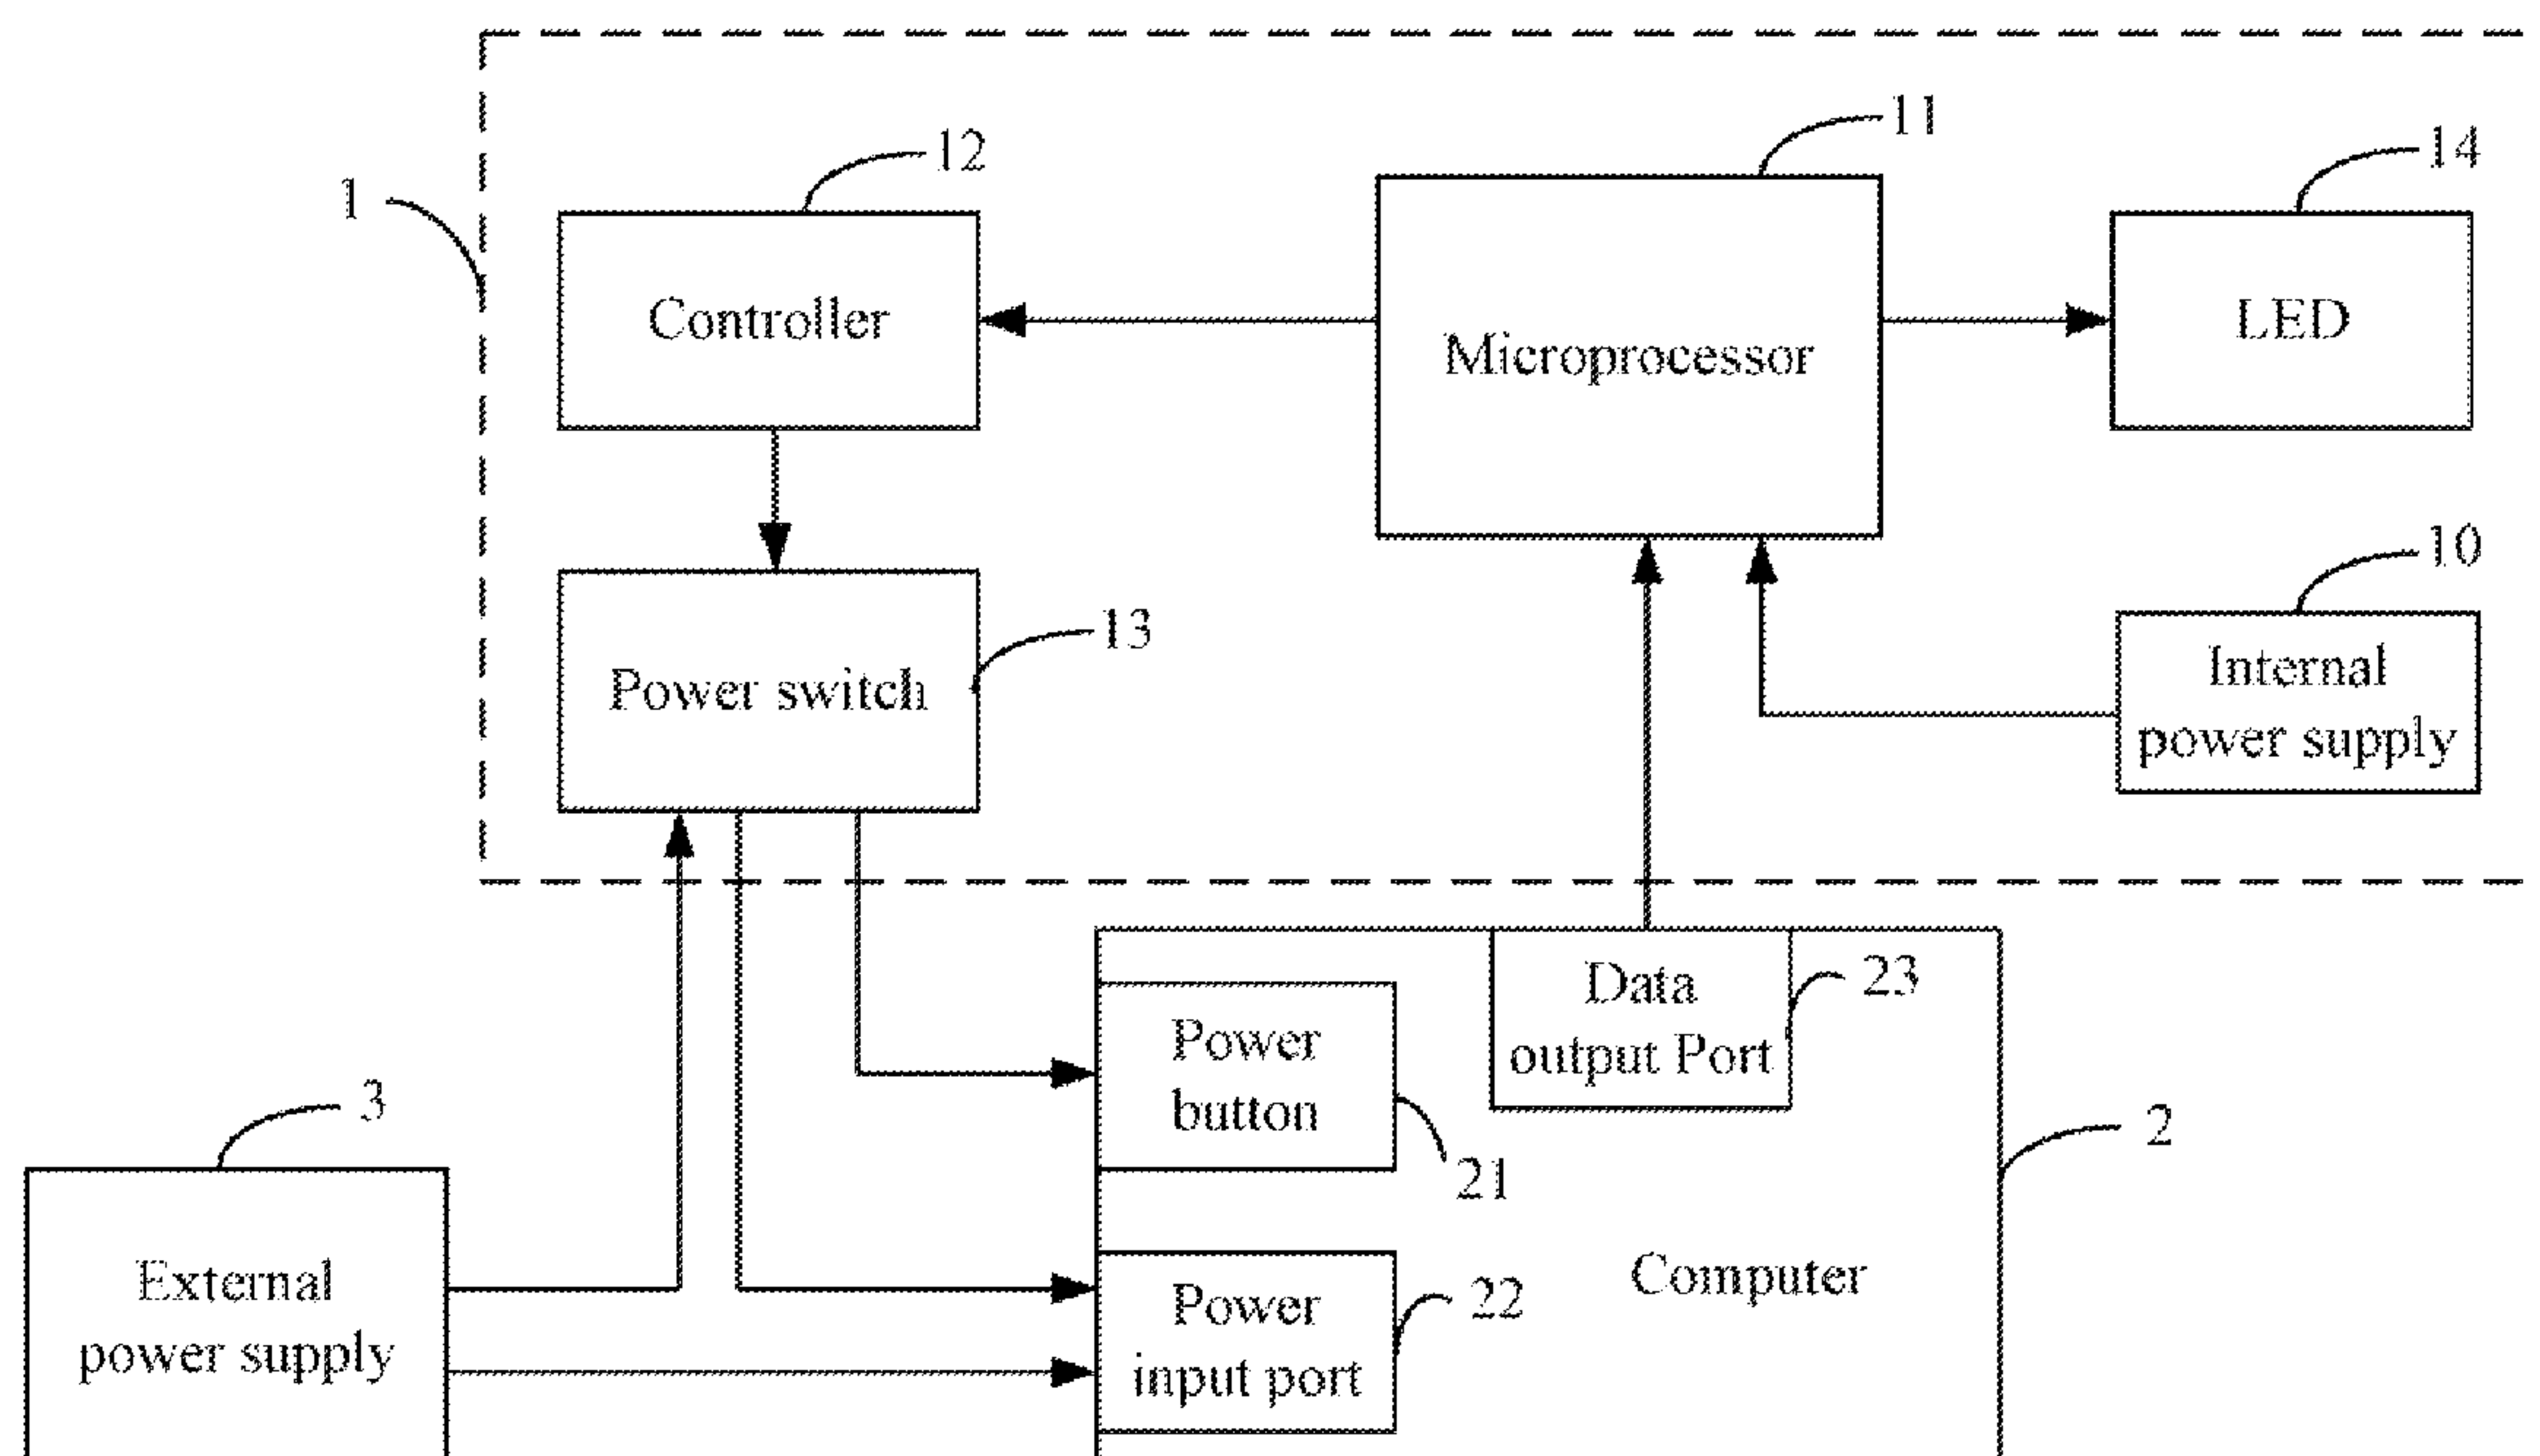 11
12
14
1
Controller
LED
Microprocessor
10
13
Internal
power supply
Power switch
Data
output Port
23
Power
button
3
2
21
External
power supply
Computer
Power
input port
22